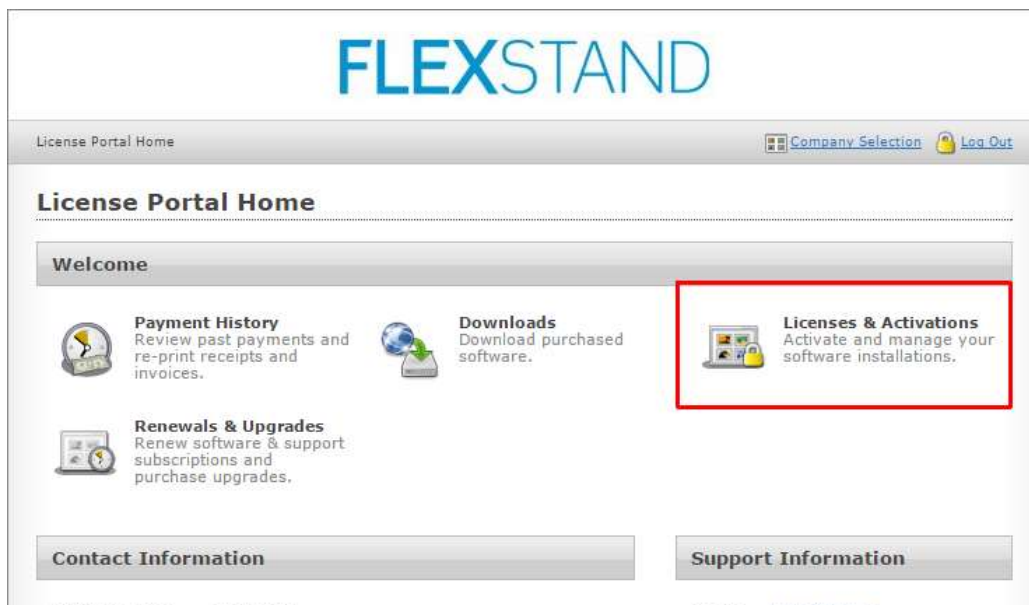 FLEXSTAND
License Portal Home
Company Selection
Log Out
License Portal Home
Welcome
Payment History
Review past payments and
re-print receipts and
invoices.
Downloads
Download purchased
software.
Licenses & Activations
Activate and manage your
software installations.
Renewals & Upgrades
Renew software & support
subscriptions and
purchase upgrades.
Contact Information
Support Information